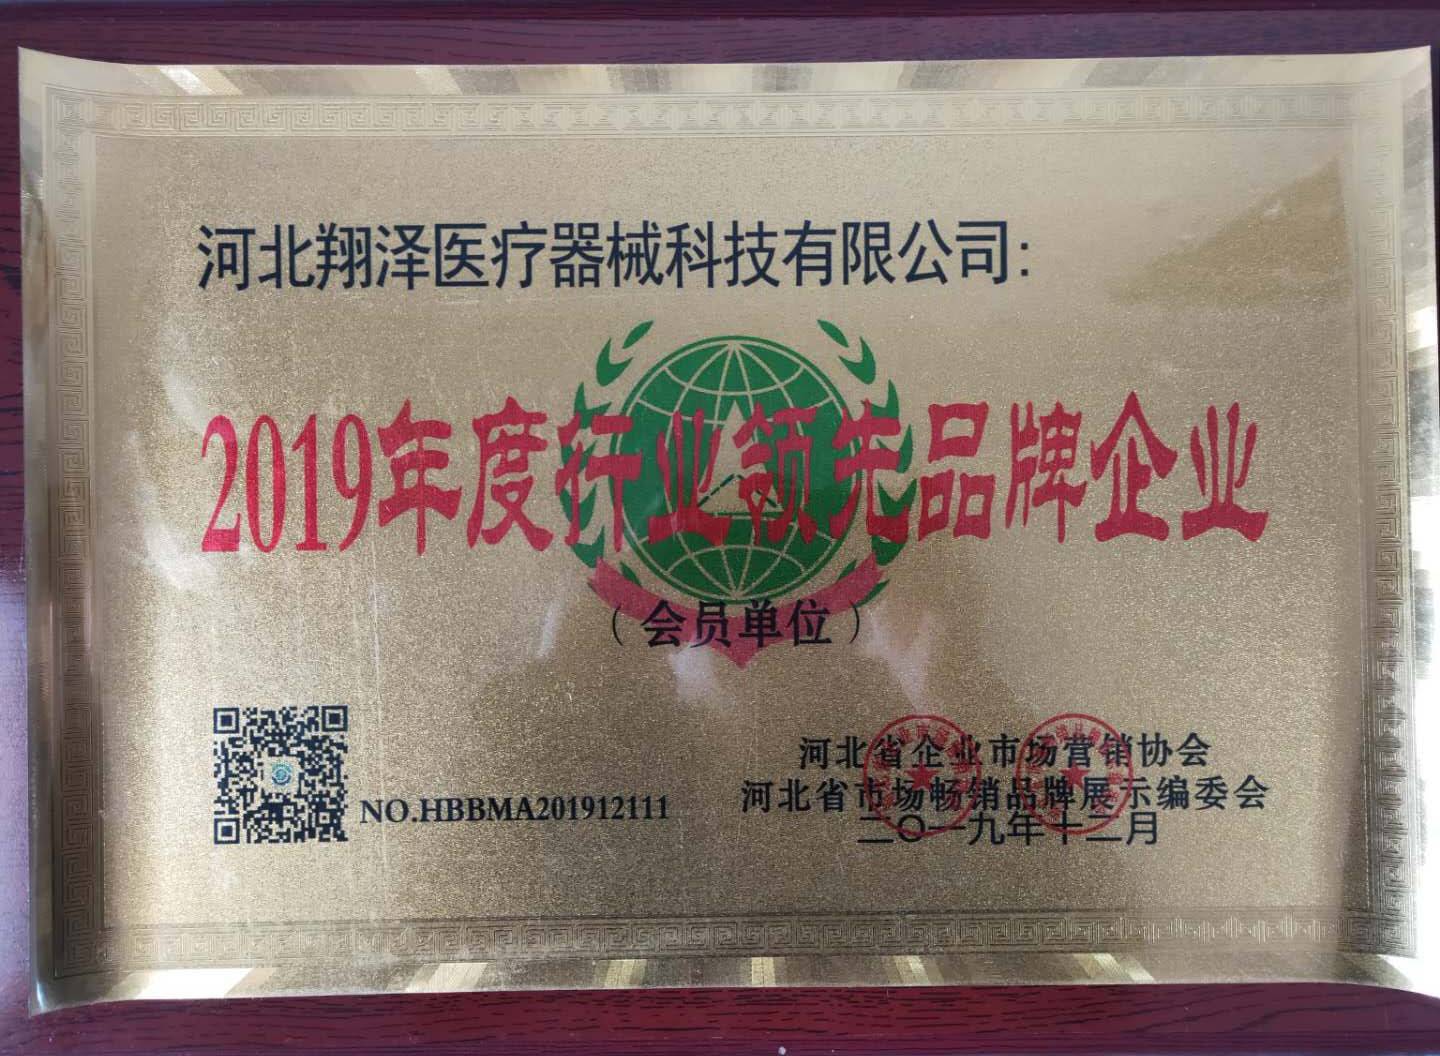 河北翔泽医疗器械科技有限公司:
2019年度行业领先品牌企业
（会员单位）
NO.HBBMA201912111
河北省企业市场营销协会
河北省市场畅销品牌展示编委会
二〇一九年十二月